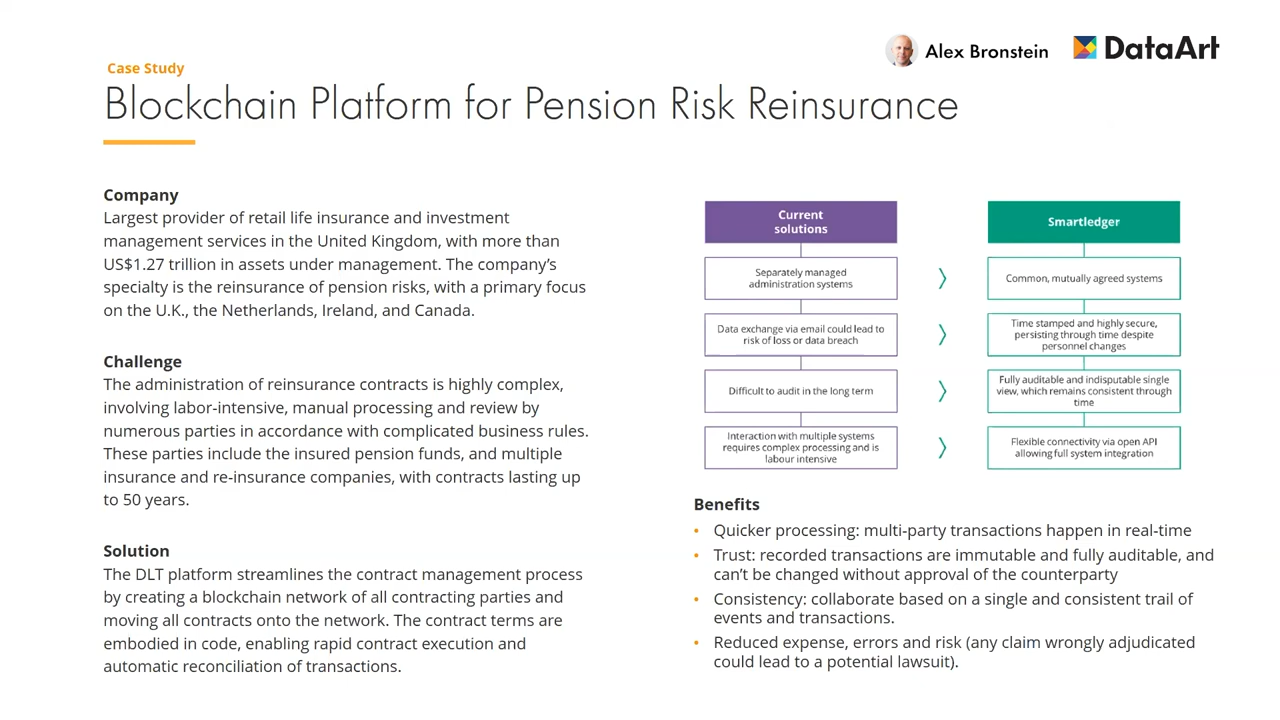 Alex Bronstein
DataArt
Case Study
Blockchain Platform for Pension Risk Reinsurance
Company
Largest provider of retail life insurance and investment
management services in the United Kingdom, with more than
US$1.27 trillion in assets under management. The company's
specialty is the reinsurance of pension risks, with a primary focus
on the U.K., the Netherlands, Ireland, and Canada.
Challenge
The administration of reinsurance contracts is highly complex,
involving labor-intensive, manual processing and review by
numerous parties in accordance with complicated business rules.
These parties include the insured pension funds, and multiple
insurance and re-insurance companies, with contracts lasting up
to 50 years.
Solution
The DLT platform streamlines the contract management process
by creating a blockchain network of all contracting parties and
moving all contracts onto the network. The contract terms are
embodied in code, enabling rapid contract execution and
automatic reconciliation of transactions.
Current
solutions
Separately managed
administration systems
Data exchange via email could lead to
risk of loss or data breach
Difficult to audit in the long term
Interaction with multiple systems
requires complex processing and is
labour intensive
Smartledger
Common, mutually agreed systems
Time stamped and highly secure,
persisting through time despite
personnel changes
Fully auditable and indisputable single
view, which remains consistent through
time
Flexible connectivity via open API
allowing full system integration
Benefits
• Quicker processing: multi-party transactions happen in real-time
• Trust: recorded transactions are immutable and fully auditable, and
can't be changed without approval of the counterparty
• Consistency: collaborate based on a single and consistent trail of
events and transactions.
• Reduced expense, errors and risk (any claim wrongly adjudicated
could lead to a potential lawsuit).